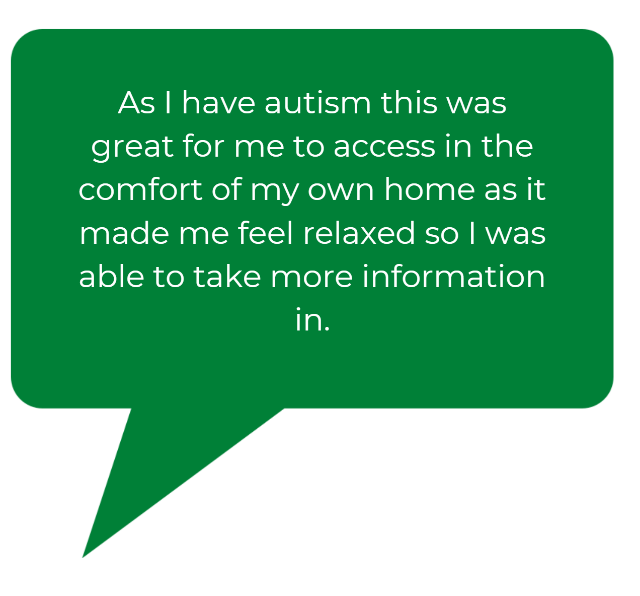 As I have autism this was
great for me to access in the
comfort of my own home as it
made me feel relaxed so I was
able to take more information
in.